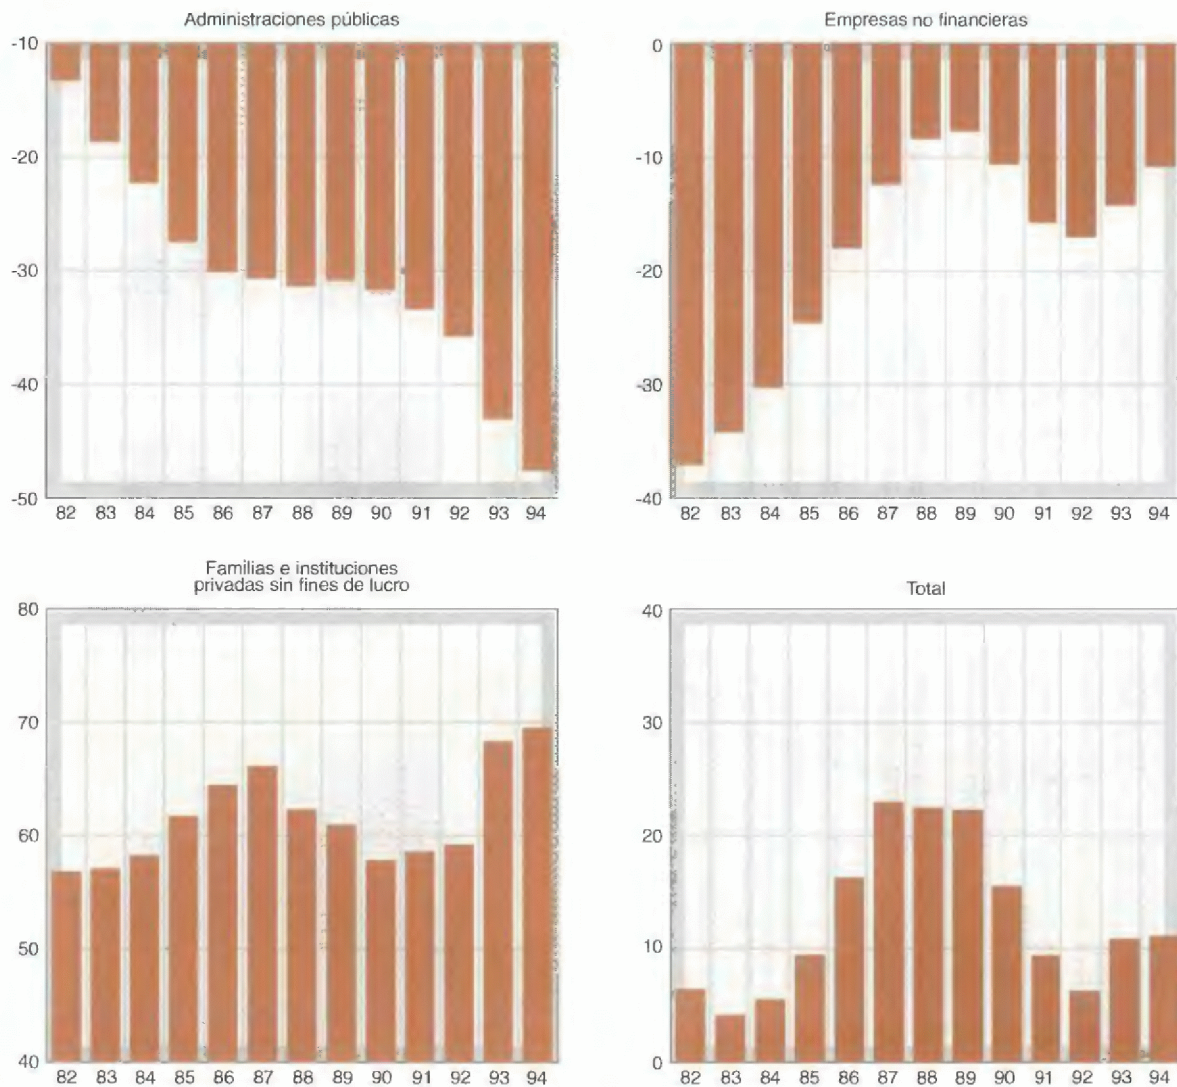 Administraciones públicas
-10
-20
-30
-40
-50
82 83 84 85 86 87 88 89 90 91 92 93 94
Empresas no financieras
0
-10
-20
-30
-40
82 83 84 85 86 87 88 89 90 91 92 93 94
Familias e instituciones
privadas sin fines de lucro
80
70
60
50
40
82 83 84 85 86 87 88 89 90 91 92 93 94
Total
40
30
20
10
0
82 83 84 85 86 87 88 89 90 91 92 93 94